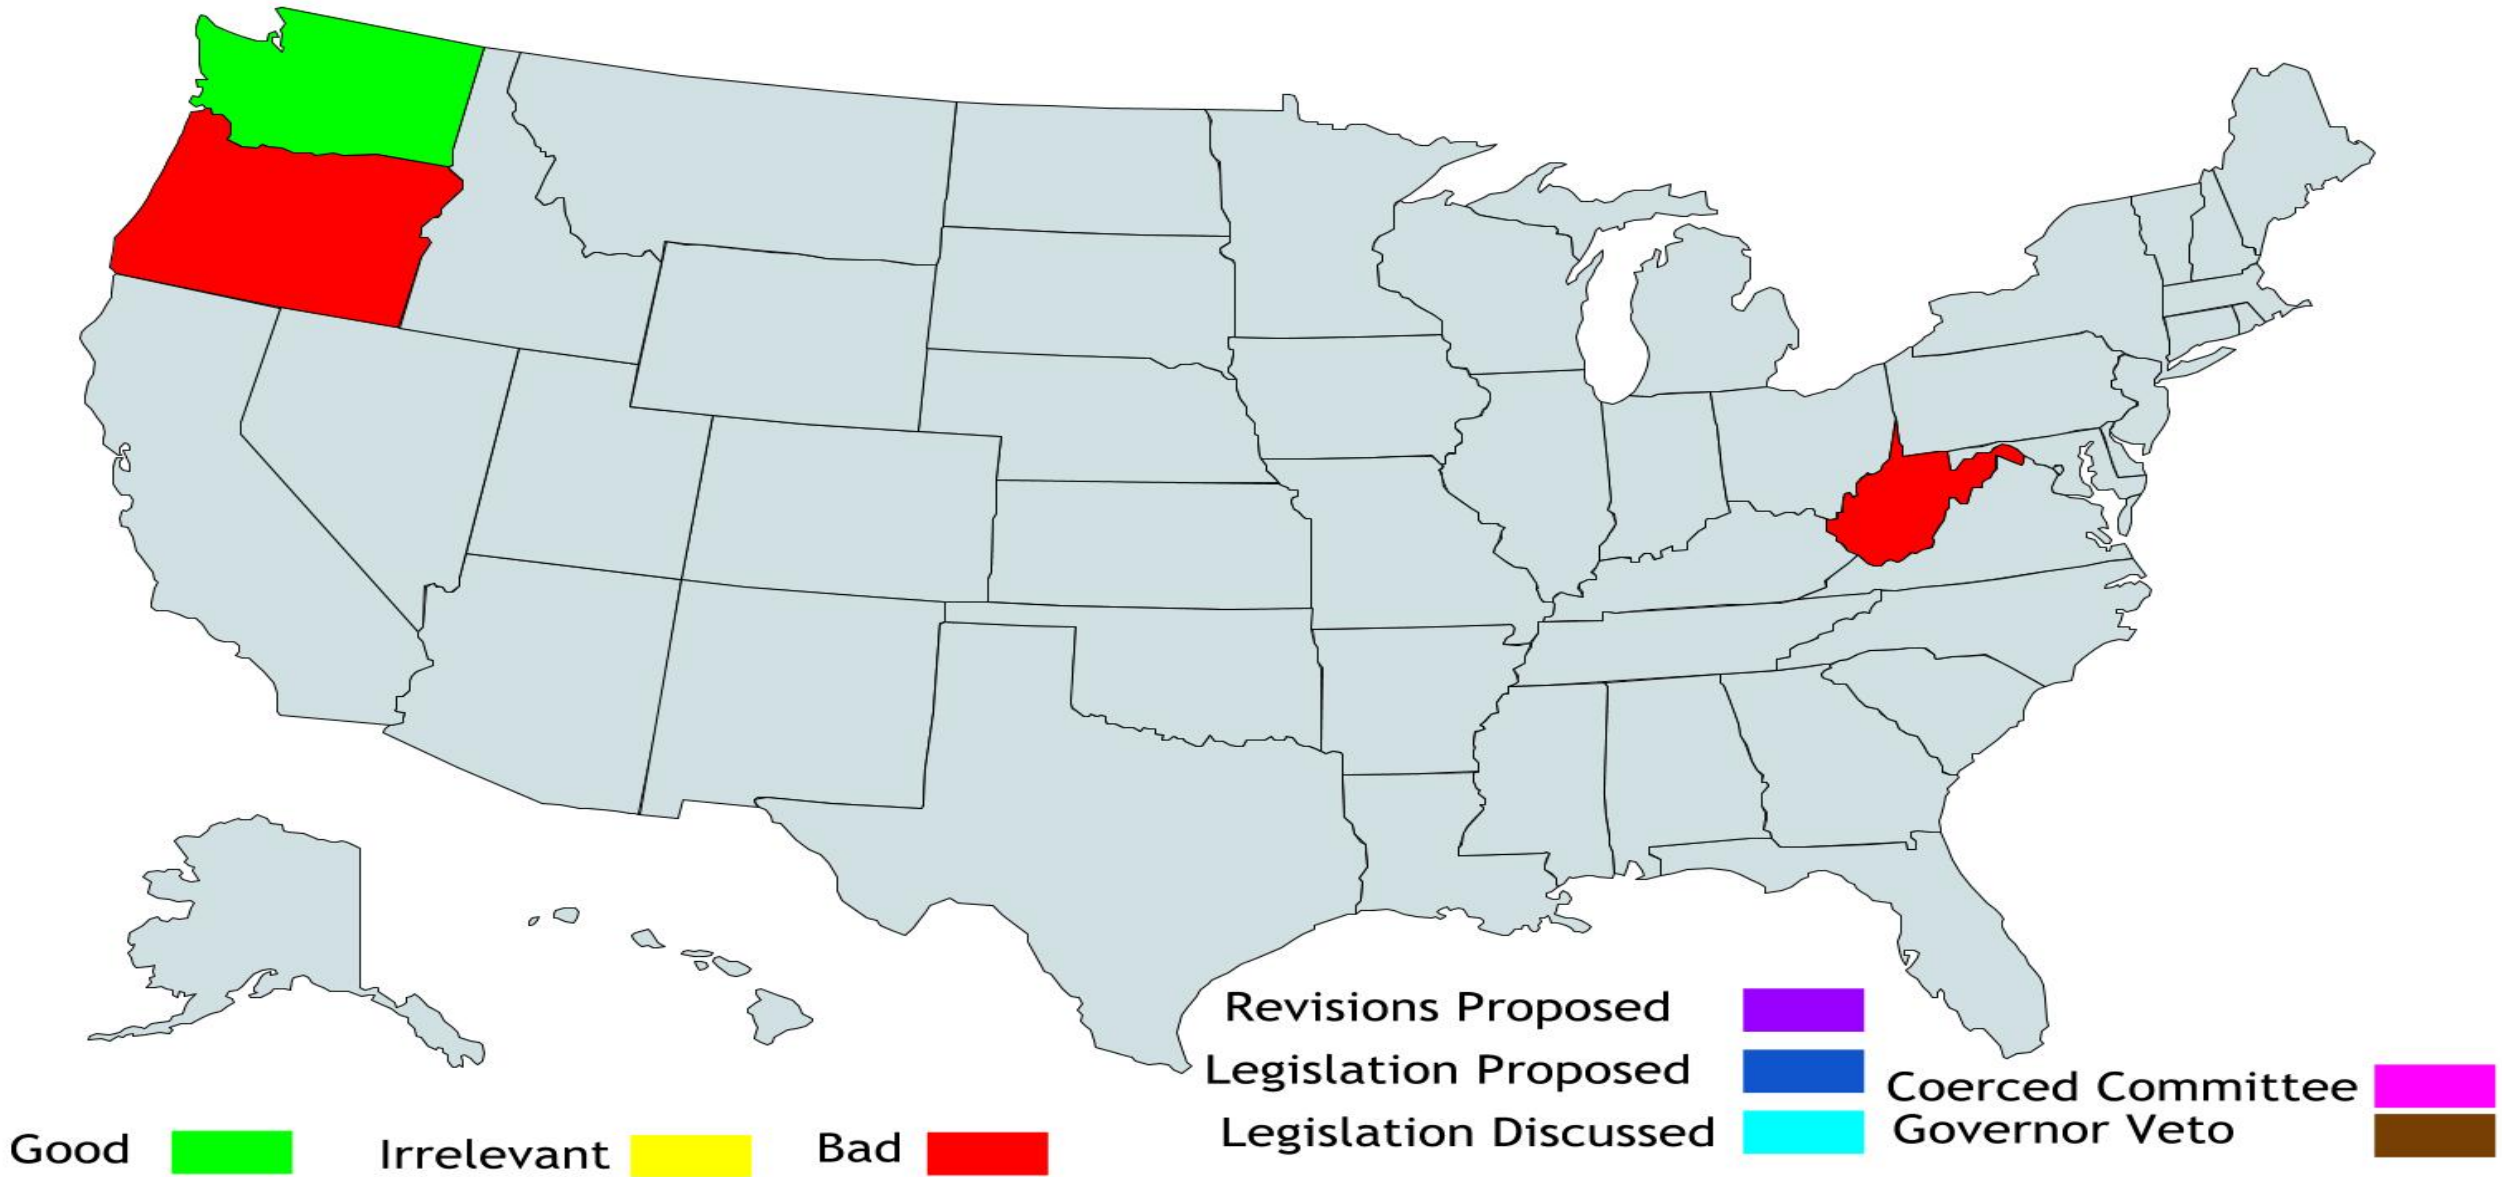 Revisions Proposed
Legislation Proposed
Coerced Committee
Legislation Discussed
Governor Veto
Good
Irrelevant
Bad